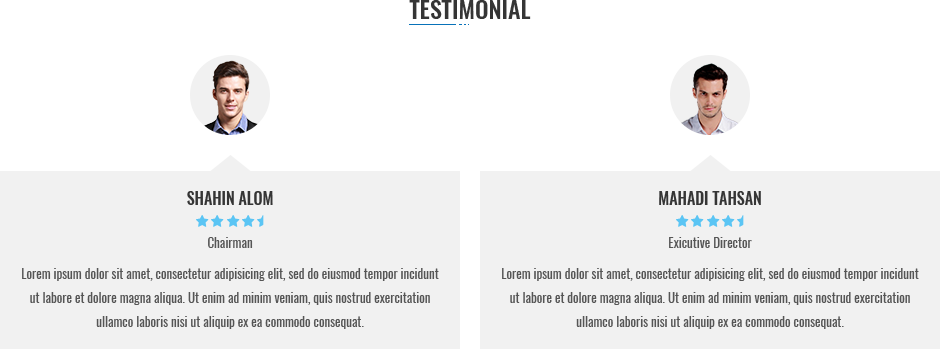 TESTIMONIAL
SHAHIN ALOM
Chairman
Lorem ipsum dolor sit amet, consectetur adipisicing elit, sed do eiusmod tempor incidunt
ut labore et dolore magna aliqua. Ut enim ad minim veniam, quis nostrud exercitation
ullamco laboris nisi ut aliquip ex ea commodo consequat.
MAHADI TAHSAN
Exicutive Director
Lorem ipsum dolor sit amet, consectetur adipisicing elit, sed do eiusmod tempor incidunt
ut labore et dolore magna aliqua. Ut enim ad minim veniam, quis nostrud exercitation
ullamco laboris nisi ut aliquip ex ea commodo consequat.